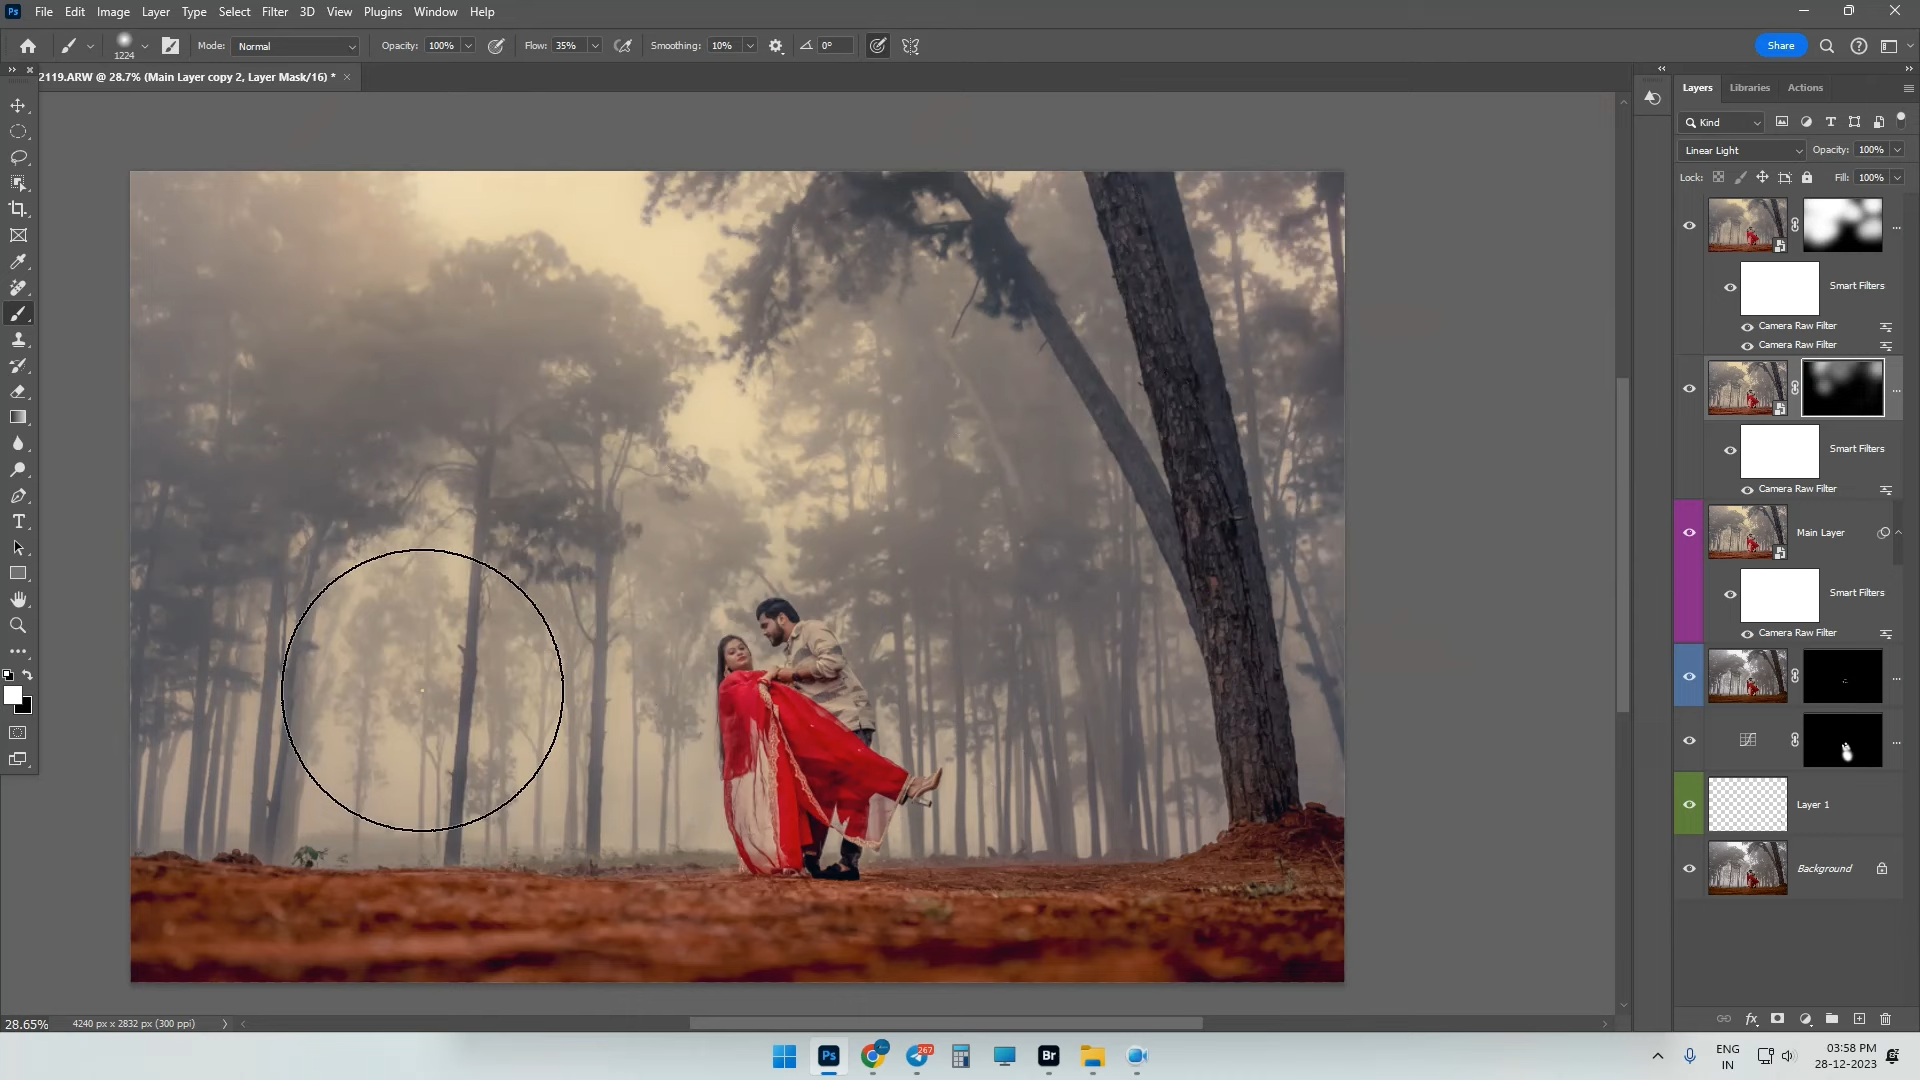 Ps File Edit Image Layer Type Select Filter 3D View Plugins Window Help
1224 Mode: Normal Opacity: 100% Flow: 35% Smoothing: 10% 0° Share
2119.ARW @ 28.7% (Main Layer copy 2, Layer Mask/16) * ×
Layers Libraries Actions
Kind
Linear Light Opacity: 100%
Lock: Fill: 100%
Smart Filters
Camera Raw Filter
Camera Raw Filter
Smart Filters
Camera Raw Filter
Main Layer
Smart Filters
Camera Raw Filter
Layer 1
Background
28.65% 4240 px x 2832 px (300 ppi)
Ps 267 Br
ENG
IN
03:58 PM
28-12-2023